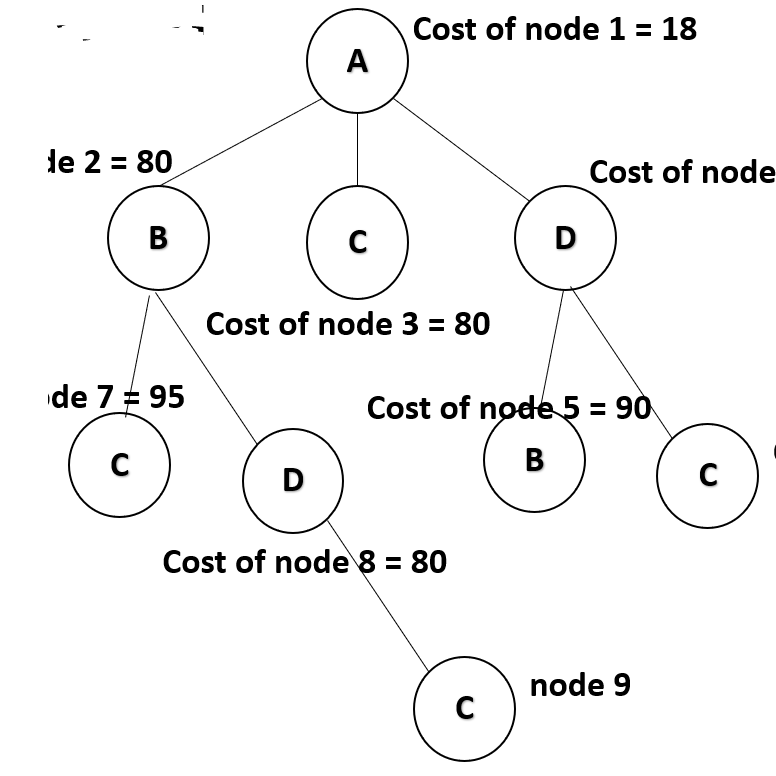 Cost of node 1 = 18
A
de 2 = 80
Cost of node
B
C
D
Cost of node 3 = 80
ode 7 = 95
Cost of node 5 = 90
C
D
B
C
Cost of node 8 = 80
node 9
C